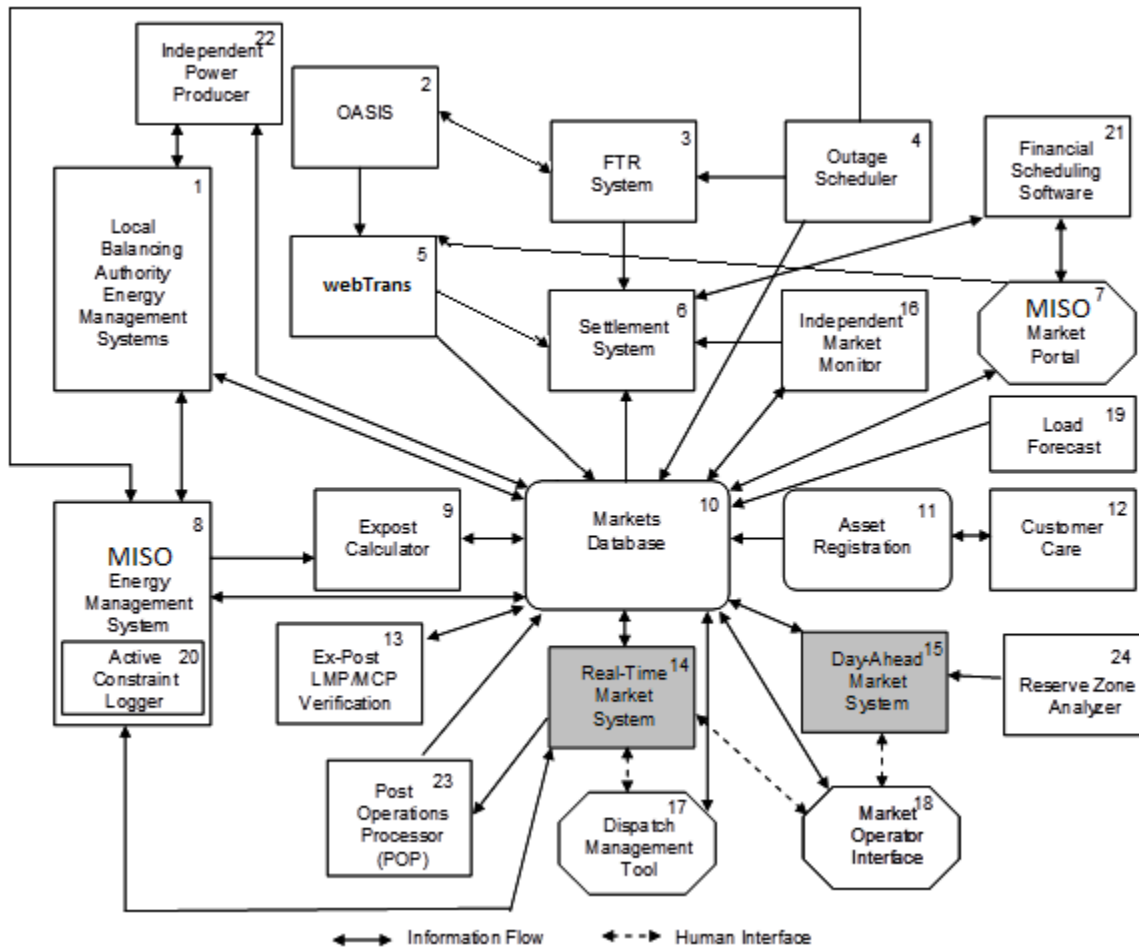 22
Independent
Power
Producer
2
OASIS
3
FTR
System
4
Outage
Scheduler
21
Financial
Scheduling
Software
1
Local
Balancing
Authority
Energy
Management
Systems
5
webTrans
6
Settlement
System
16
Independent
Market
Monitor
7
MISO
Market
Portal
19
Load
Forecast
8
MISO
Energy
Management
System
20
Active
Constraint
Logger
9
Expost
Calculator
10
Markets
Database
11
Asset
Registration
12
Customer
Care
13
Ex-Post
LMP/MCP
Verification
14
Real-Time
Market
System
15
Day-Ahead
Market
System
24
Reserve Zone
Analyzer
23
Post
Operations
Processor
(POP)
17
Dispatch
Management
Tool
18
Market
Operator
Interface
Information Flow
Human Interface